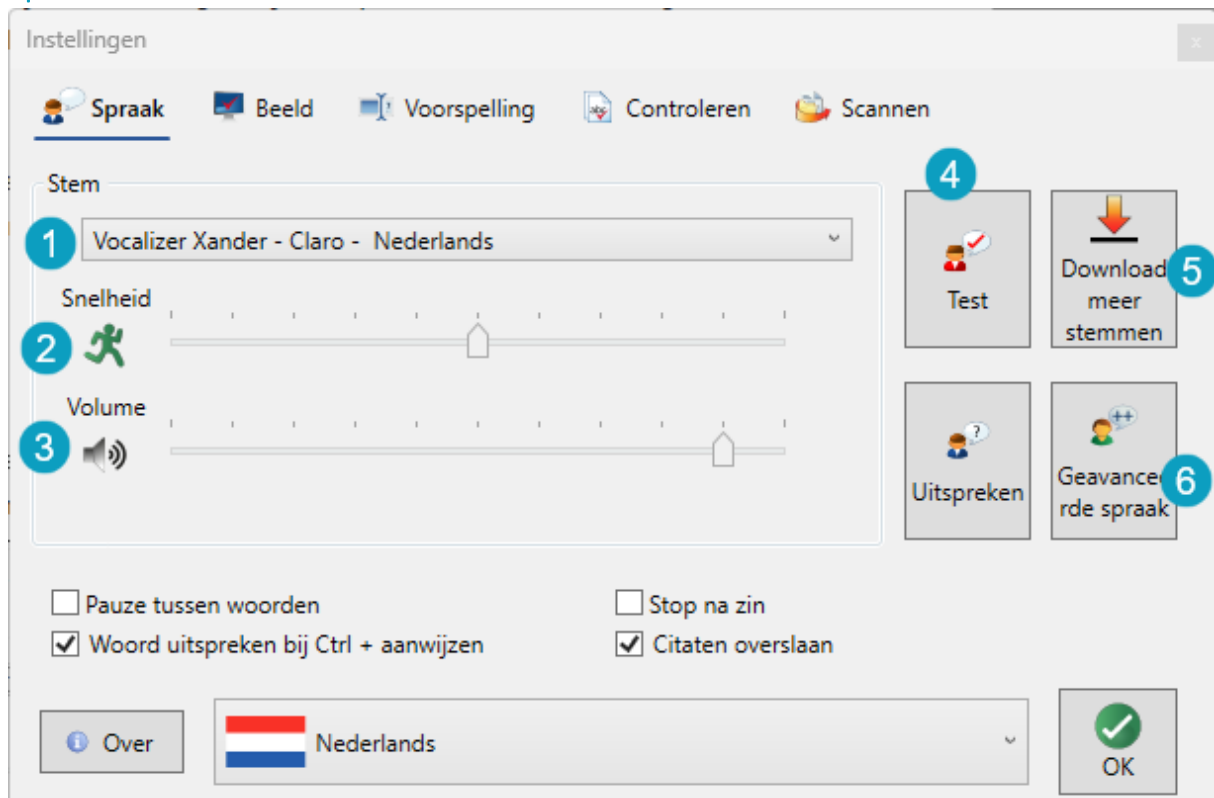 Instellingen
x
Spraak Beeld Voorspelling Controleren Scannen
Stem
1 Vocalizer Xander - Claro - Nederlands
Snelheid
2
Volume
3
4
Test
Download
meer
stemmen
5
Uitspreken
Geavancee
rde spraak
6
Pauze tussen woorden
Stop na zin
Woord uitspreken bij Ctrl + aanwijzen
Citaten overslaan
Over
Nederlands
OK